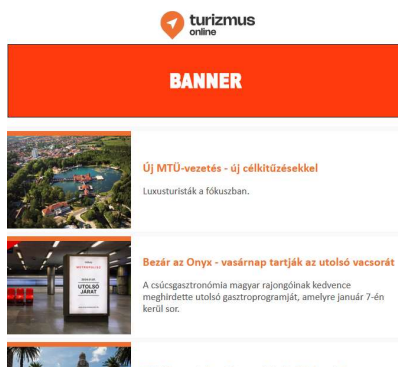 turizmus
online
BANNER
Új MTÜ-vezetés - új célkitűzésekkel
Luxusturisták a fókuszban.
Bezár az Onyx - vasárnap tartják az utolsó vacsorát
A csúcsgasztronómia magyar rajongóinak kedvence
meghirdette utolsó gasztroprogramját, amelyre január 7-én
kerül sor.
UTOLSÓ
JÁRAT